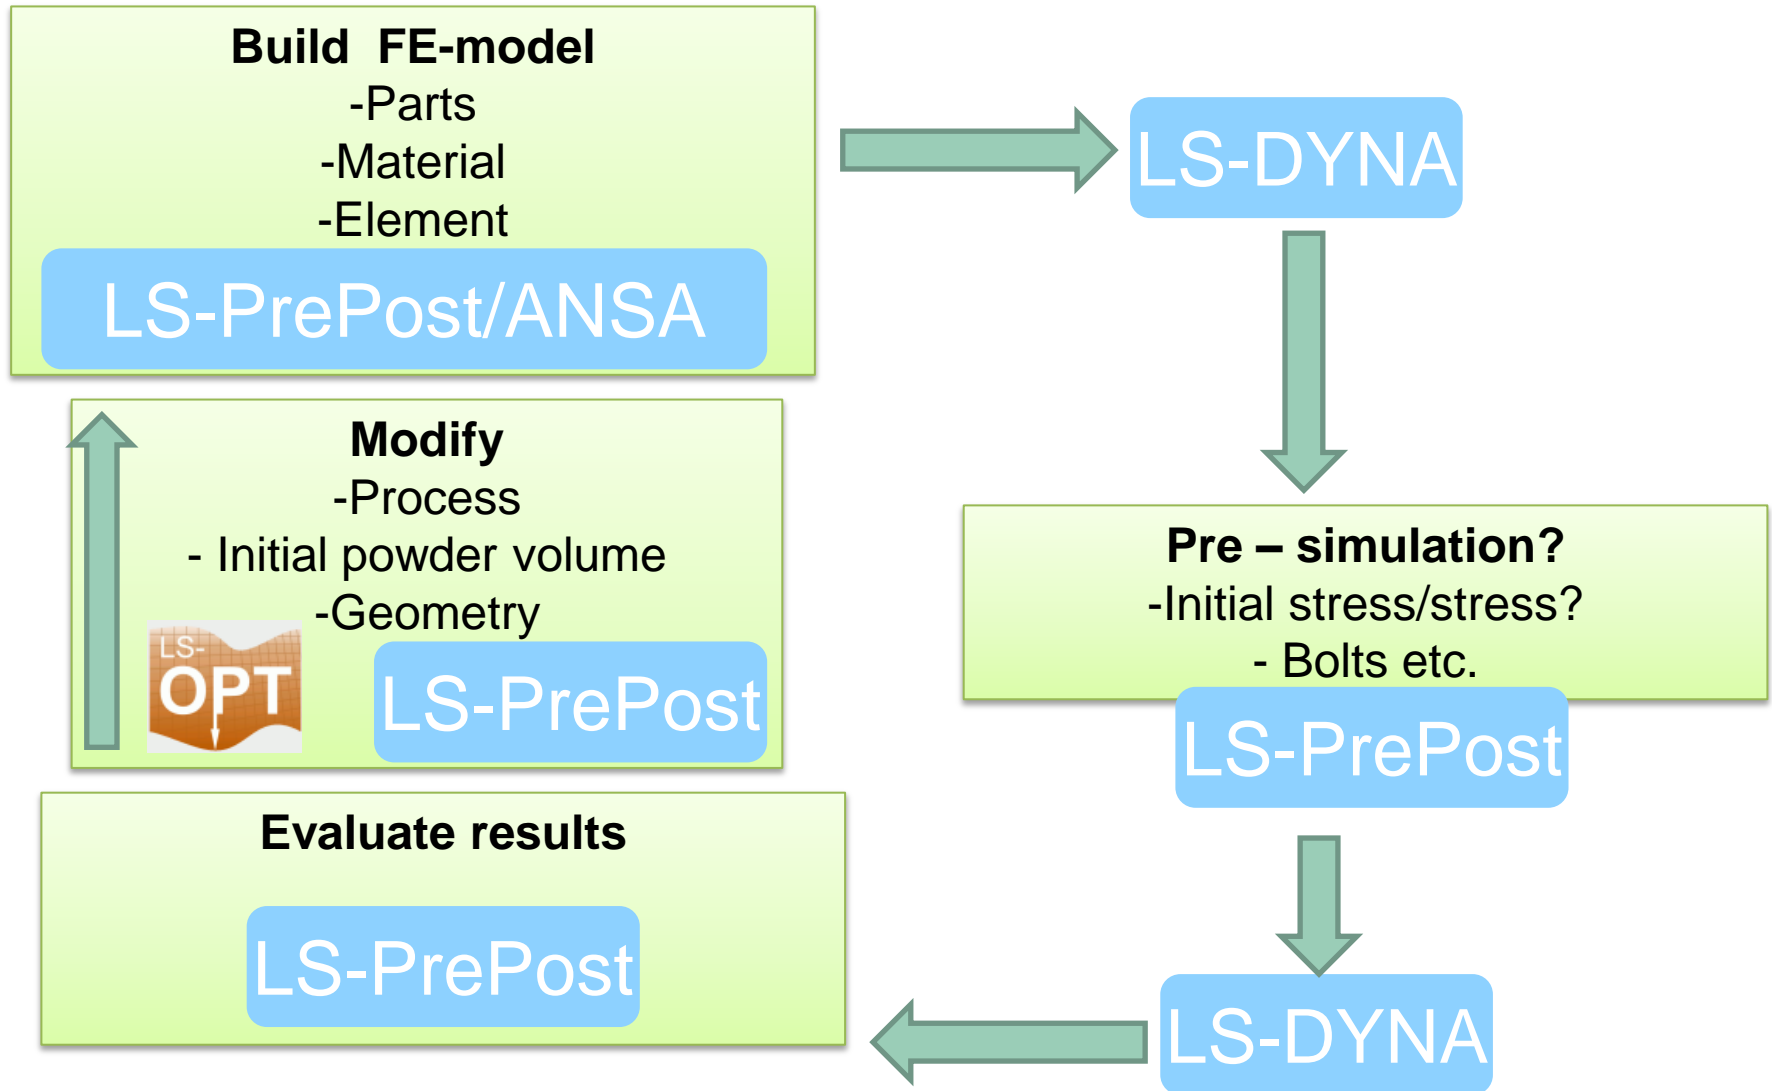 Build FE-model
-Parts
-Material
-Element
LS-PrePost/ANSA
LS-DYNA
Modify
-Process
- Initial powder volume
-Geometry
LS-
OPT
LS-PrePost
Pre – simulation?
-Initial stress/stress?
- Bolts etc.
LS-PrePost
Evaluate results
LS-PrePost
LS-DYNA